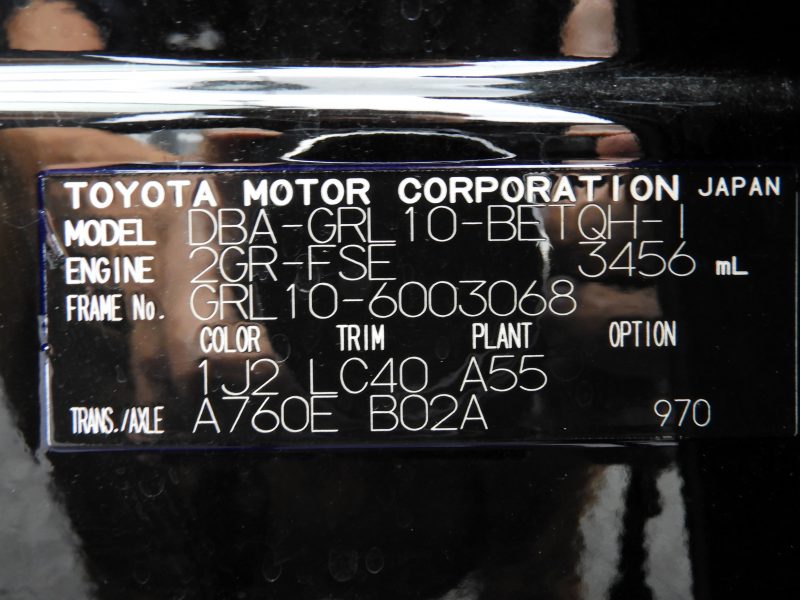 TOYOTA MOTOR CORPORATION JAPAN
MODEL DBA-GRL10-BETQH-I
ENGINE 2GR-FSE 3456 mL
FRAME No. GRL10-6003068
COLOR TRIM PLANT OPTION
1J2 LC40 A55
TRANS./AXLE A760E B02A 970